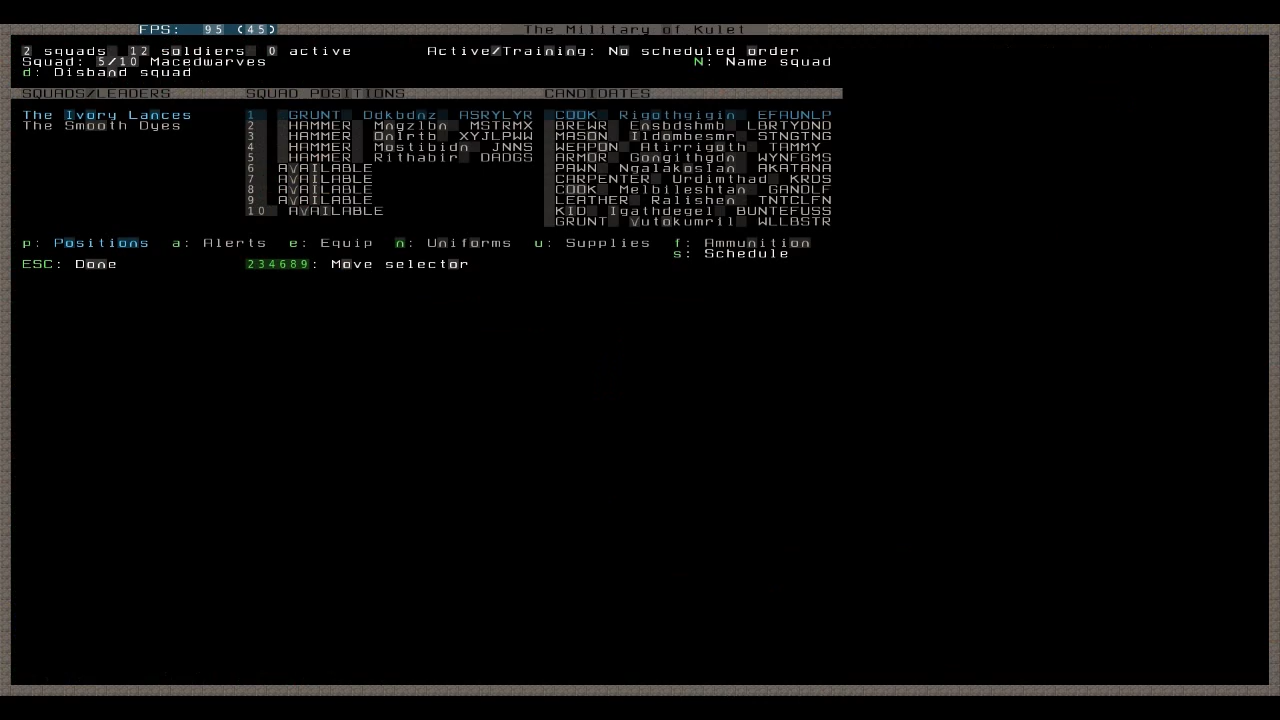 FPS: 95 (45) The Military of Kulet
2 squads 12 soldiers 0 active Active/Training: No scheduled order
Squad: 5/10 Macedwarves N: Name squad
d: Disband squad
SQUADS/LEADERS SQUAD POSITIONS CANDIDATES
The Ivory Lances 1 GRUNT Ddkbdnz ASRYLYR COOK Rigothgigin EFAUNLP
The Smooth Dyes 2 HAMMER Mngzlbn MSTRMX BREWR Ensbdshmb LBRTYDND
3 HAMMER Onlrtb XYJLPWW MASON Ildombesmr STNGTNG
4 HAMMER Mostibidn JNNS WEAPON Atirrigoth TAMMY
5 HAMMER Rithabir DADGS ARMOR Gongithgdn WYNFGMS
6 AVAILABLE PAWN Ngalakoslan AKATANA
7 AVAILABLE CARPENTER Urdimthad KRDS
8 AVAILABLE COOK Melbileshtan GANDLF
9 AVAILABLE LEATHER Ralishen TNTCLFN
10 AVAILABLE KID Igathdegel BUNTEFUSS
GRUNT Vutokumril WLLBSTR
p: Positions a: Alerts e: Equip n: Uniforms u: Supplies f: Ammunition
s: Schedule
ESC: Done 234689: Move selector